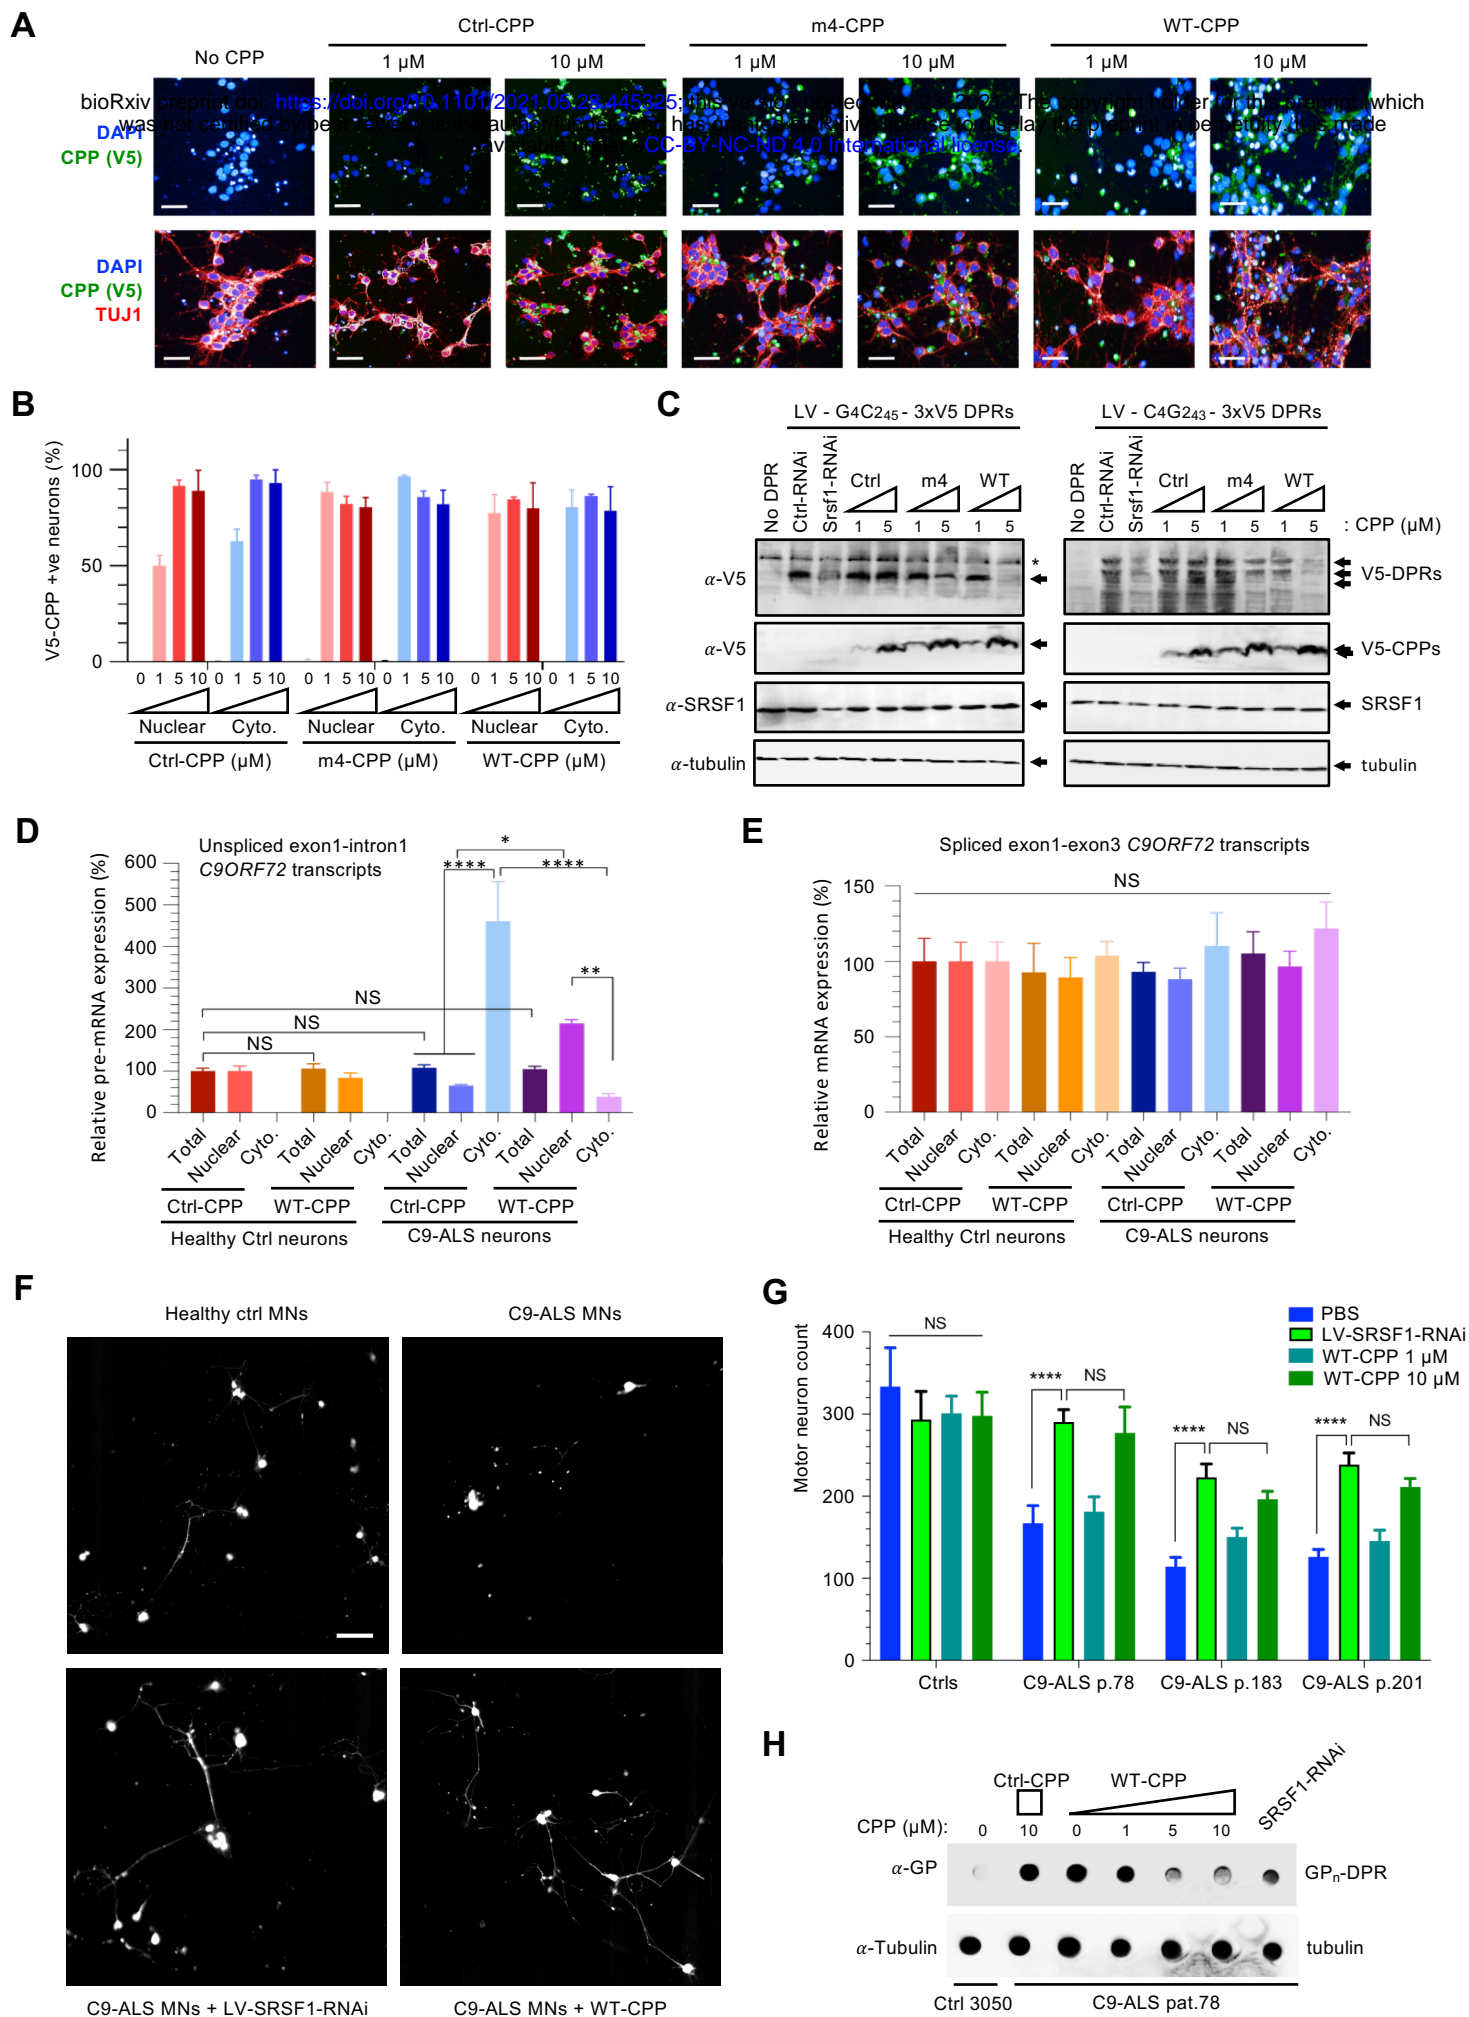 A
Ctrl-CPP m4-CPP WT-CPP
No CPP 1 µM 10 µM 1 µM 10 µM 1 µM 10 µM
bioRxiv preprint doi: https://doi.org/10.1101/2021.05.28.445325; this version posted May 29, 2021. The copyright holder for this preprint (which
was not certified by peer review) is the author/funder, who has granted bioRxiv a license to display the preprint in perpetuity. It is made
available under a CC-BY-NC-ND 4.0 International license.
DAPI
CPP (V5)
DAPI
CPP (V5)
TUJ1
B
V5-CPP +ve neurons (%)
100
50
0
0 1 5 10 0 1 5 10 0 1 5 10 0 1 5 10 0 1 5 10 0 1 5 10
Nuclear Cyto. Nuclear Cyto. Nuclear Cyto.
Ctrl-CPP (µM) m4-CPP (µM) WT-CPP (µM)
C
LV - G4C2₄₅ - 3xV5 DPRs LV - C4G2₄₃ - 3xV5 DPRs
No DPR Ctrl-RNAi Srsf1-RNAi Ctrl m4 WT No DPR Ctrl-RNAi Srsf1-RNAi Ctrl m4 WT
1 5 1 5 1 5 1 5 1 5 1 5 : CPP (µM)
*
α-V5 V5-DPRs
α-V5 V5-CPPs
α-SRSF1 SRSF1
α-tubulin tubulin
D
Unspliced exon1-intron1
C9ORF72 transcripts
Relative pre-mRNA expression (%)
600
500
400
300
200
100
0
* **** **** ** NS NS NS
Total Nuclear Cyto. Total Nuclear Cyto. Total Nuclear Cyto. Total Nuclear Cyto.
Ctrl-CPP WT-CPP Ctrl-CPP WT-CPP
Healthy Ctrl neurons C9-ALS neurons
E
Spliced exon1-exon3 C9ORF72 transcripts
Relative mRNA expression (%)
NS
150
100
50
0
Total Nuclear Cyto. Total Nuclear Cyto. Total Nuclear Cyto. Total Nuclear Cyto.
Ctrl-CPP WT-CPP Ctrl-CPP WT-CPP
Healthy Ctrl neurons C9-ALS neurons
F
Healthy ctrl MNs C9-ALS MNs
C9-ALS MNs + LV-SRSF1-RNAi C9-ALS MNs + WT-CPP
G
PBS
LV-SRSF1-RNAi
WT-CPP 1 µM
WT-CPP 10 µM
Motor neuron count
400
300
200
100
0
NS **** NS **** NS **** NS
Ctrls C9-ALS p.78 C9-ALS p.183 C9-ALS p.201
H
Ctrl-CPP WT-CPP SRSF1-RNAi
CPP (µM): 0 10 0 1 5 10
α-GP GPₙ-DPR
α-Tubulin tubulin
Ctrl 3050 C9-ALS pat.78